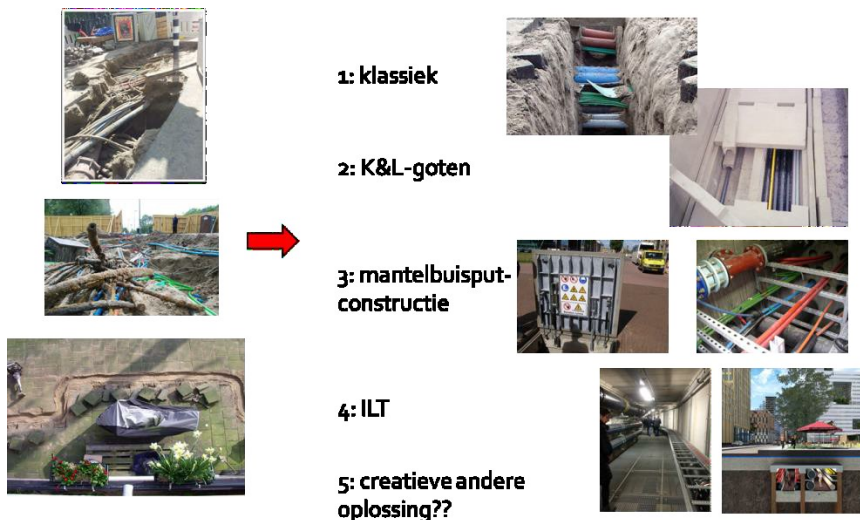 1: klassiek
2: K&L-goten
3: mantelbuisput-
constructie
4: ILT
5: creatieve andere
oplossing??